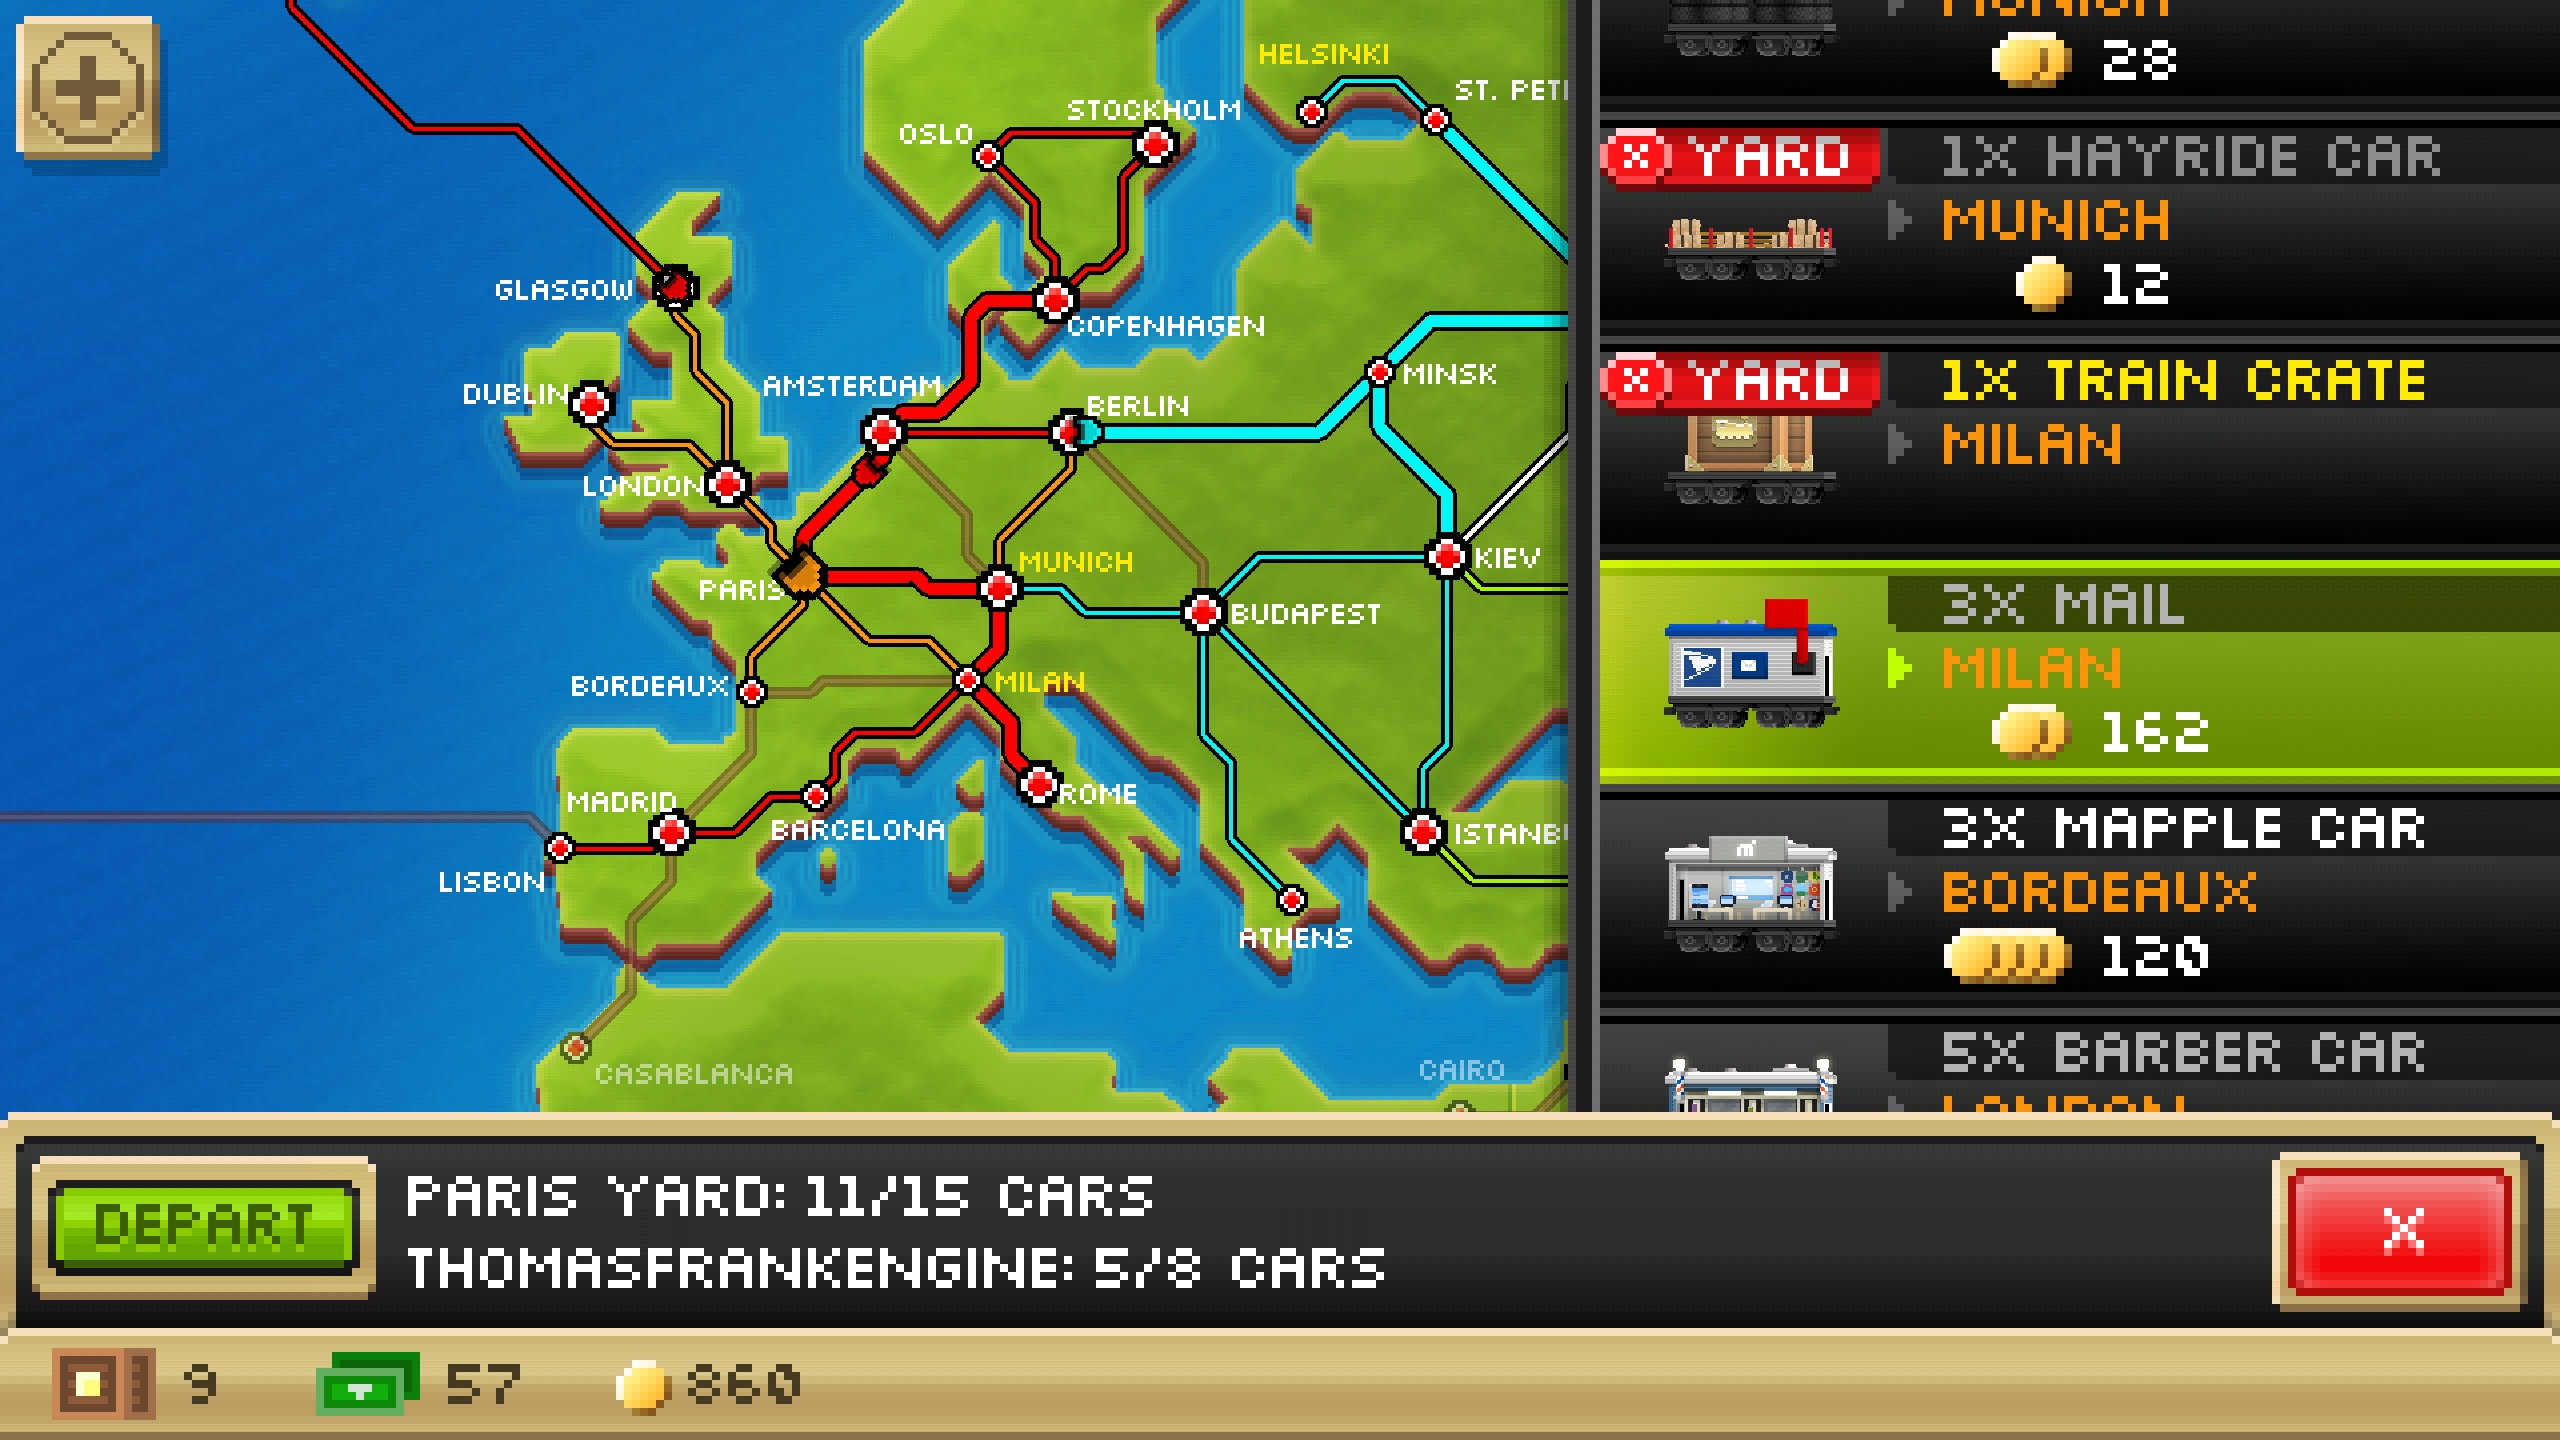 HELSINKI
ST. PET
STOCKHOLM
OSLO
GLASGOW
COPENHAGEN
AMSTERDAM
DUBLIN
BERLIN
MINSK
LONDON
MUNICH
KIEV
PARIS
BUDAPEST
BORDEAUX
MILAN
MADRID
ROME
BARCELONA
ISTANB
LISBON
ATHENS
CASABLANCA
CAIRO
MUNICH
28
YARD
1X HAYRIDE CAR
MUNICH
12
YARD
1X TRAIN CRATE
MILAN
3X MAIL
MILAN
162
3X MAPPLE CAR
BORDEAUX
120
5X BARBER CAR
LONDON
DEPART
PARIS YARD: 11/15 CARS
THOMASFRANKENGINE: 5/8 CARS
X
9
57
860